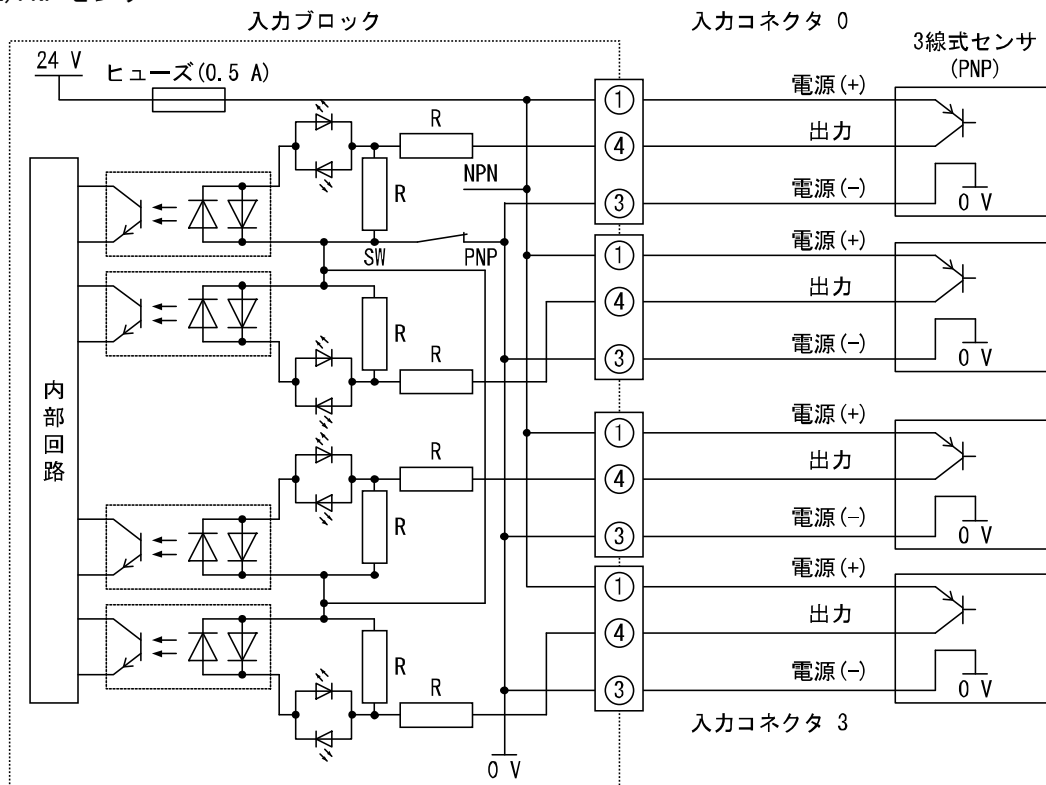 入力ブロック
入力コネクタ 0
3線式センサ
(PNP)
24 V
ヒューズ(0.5 A)
電源(+)
①
R
出力
④
NPN
R
電源(-)
③
0 V
SW
PNP
電源(+)
①
出力
④
R
電源(-)
③
0 V
R
内部回路
電源(+)
①
R
出力
④
R
電源(-)
③
0 V
電源(+)
①
出力
④
R
電源(-)
③
0 V
R
入力コネクタ 3
0 V